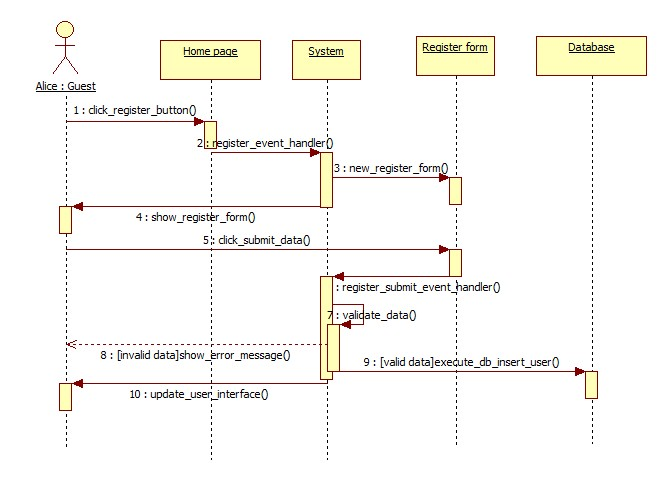 Home page
System
Register form
Database
Alice : Guest
1 : click_register_button()
2 : register_event_handler()
3 : new_register_form()
4 : show_register_form()
5 : click_submit_data()
: register_submit_event_handler()
7 : validate_data()
8 : [invalid data]show_error_message()
9 : [valid data]execute_db_insert_user()
10 : update_user_interface()